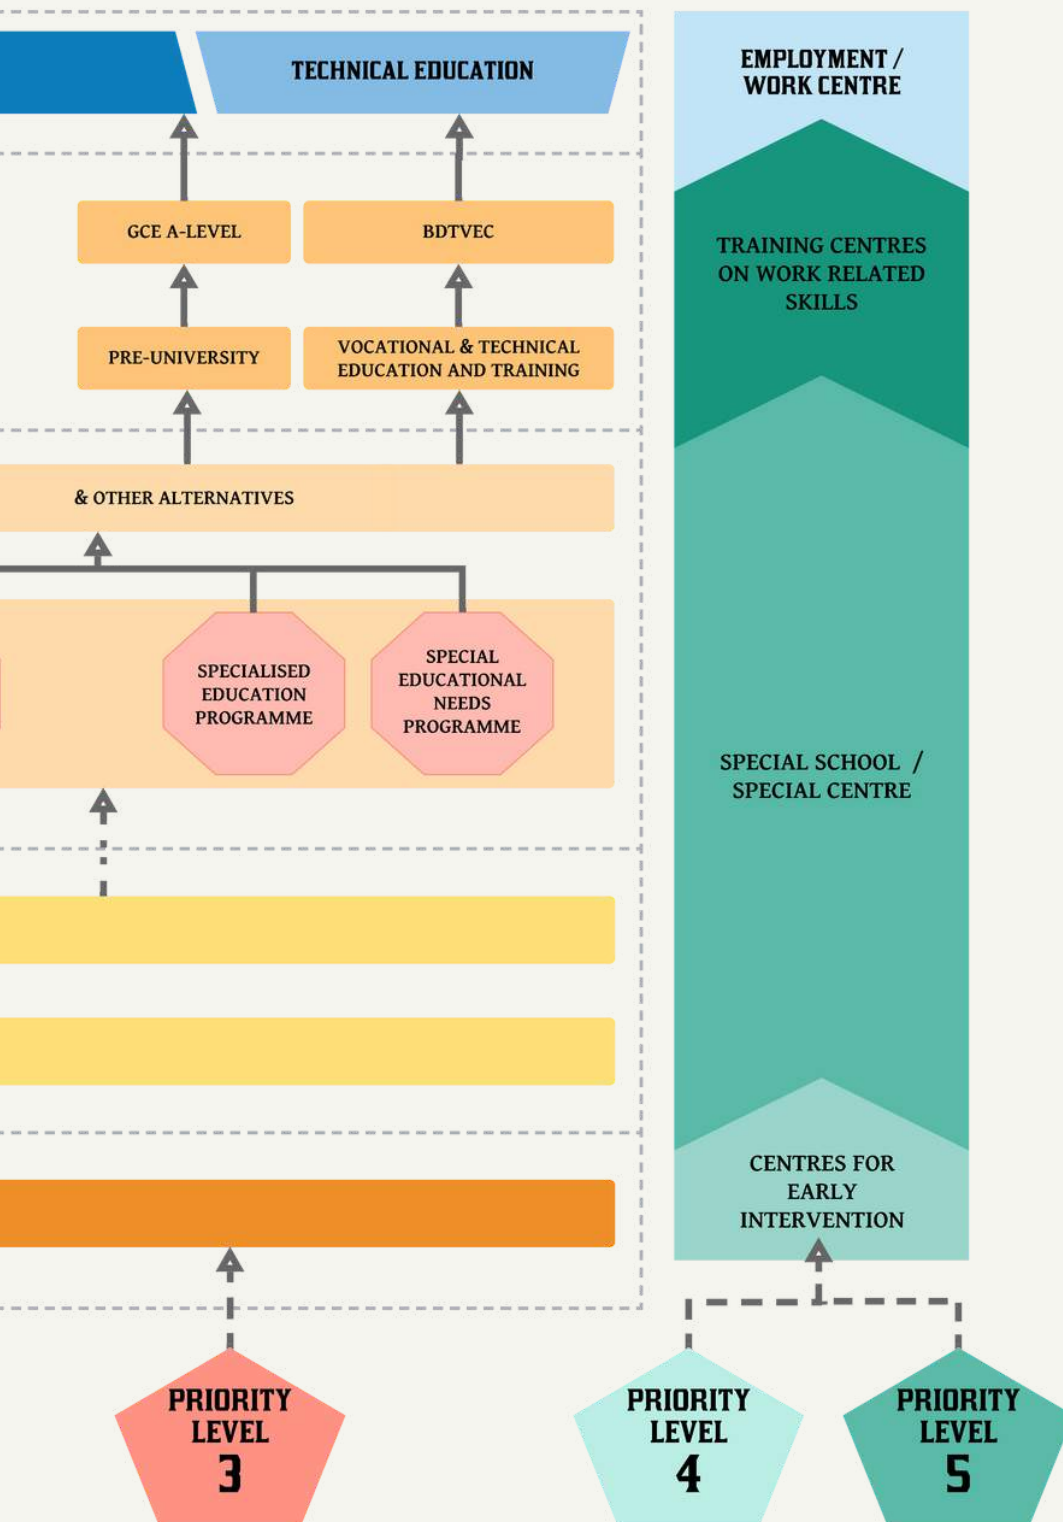 TECHNICAL EDUCATION
EMPLOYMENT /
WORK CENTRE
GCE A-LEVEL
BDTVEC
TRAINING CENTRES
ON WORK RELATED
SKILLS
PRE-UNIVERSITY
VOCATIONAL & TECHNICAL
EDUCATION AND TRAINING
& OTHER ALTERNATIVES
SPECIALISED
EDUCATION
PROGRAMME
SPECIAL
EDUCATIONAL
NEEDS
PROGRAMME
SPECIAL SCHOOL /
SPECIAL CENTRE
CENTRES FOR
EARLY
INTERVENTION
PRIORITY
LEVEL
3
PRIORITY
LEVEL
4
PRIORITY
LEVEL
5